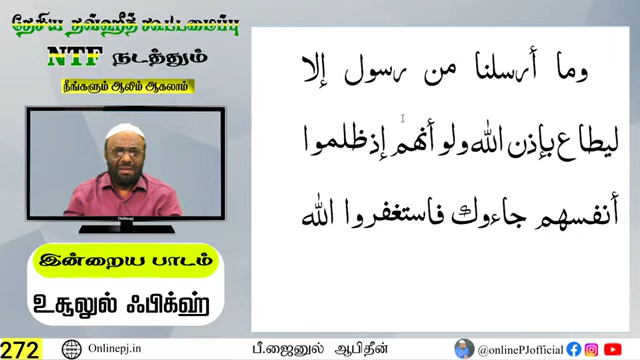 தேசிய தவ்ஹீத் கூட்டமைப்பு
NTF நடத்தும்
நீங்களும் ஆலிம் ஆகலாம்
Onlinepj
இன்றைய பாடம்
உசூலுல் ஃபிக்ஹ்
وما أرسلنا من رسول إلا
ليطاع بإذن الله ولو أنهم إذ ظلموا
أنفسهم جاءوك فاستغفروا الله
272
Onlinepj.in
பீ.ஜைனுல் ஆபிதீன்
@onlinePJofficial